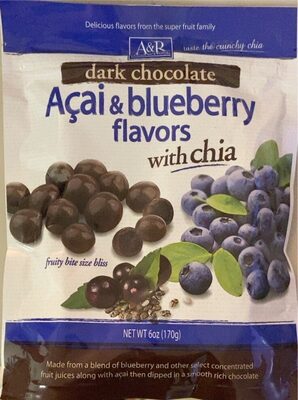 Delicious flavors from the super fruit family
A&R
taste the crunchy chia
dark chocolate
Açai & blueberry
flavors
with chia
fruity bite size bliss
NET WT 6oz (170g)
Made from a blend of blueberry and other select concentrated
fruit juices along with açai then dipped in a smooth rich chocolate